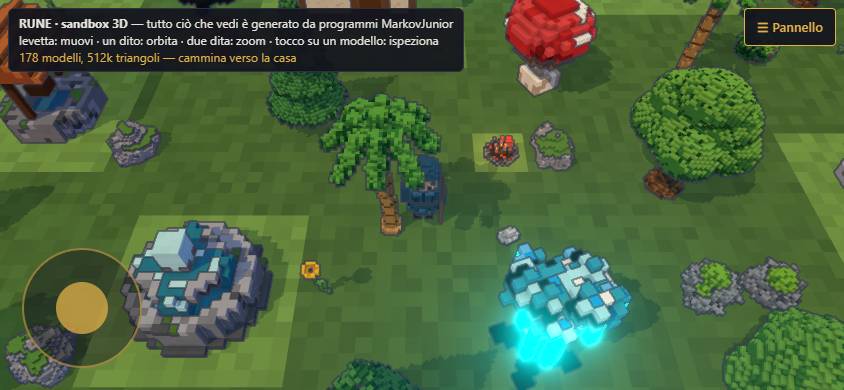 RUNE · sandbox 3D — tutto ciò che vedi è generato da programmi MarkovJunior
levetta: muovi · un dito: orbita · due dita: zoom · tocco su un modello: ispeziona
178 modelli, 512k triangoli — cammina verso la casa
☰ Pannello